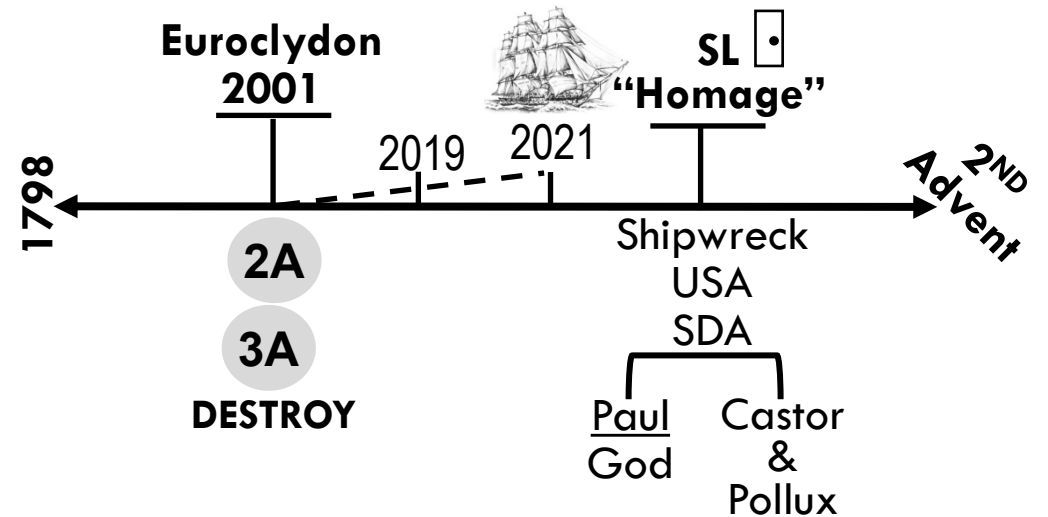 Euroclydon
2001
2019
2021
SL
“Homage”
1798
2ND
Advent
2A
3A
DESTROY
Shipwreck
USA
SDA
Paul
God
Castor
&
Pollux